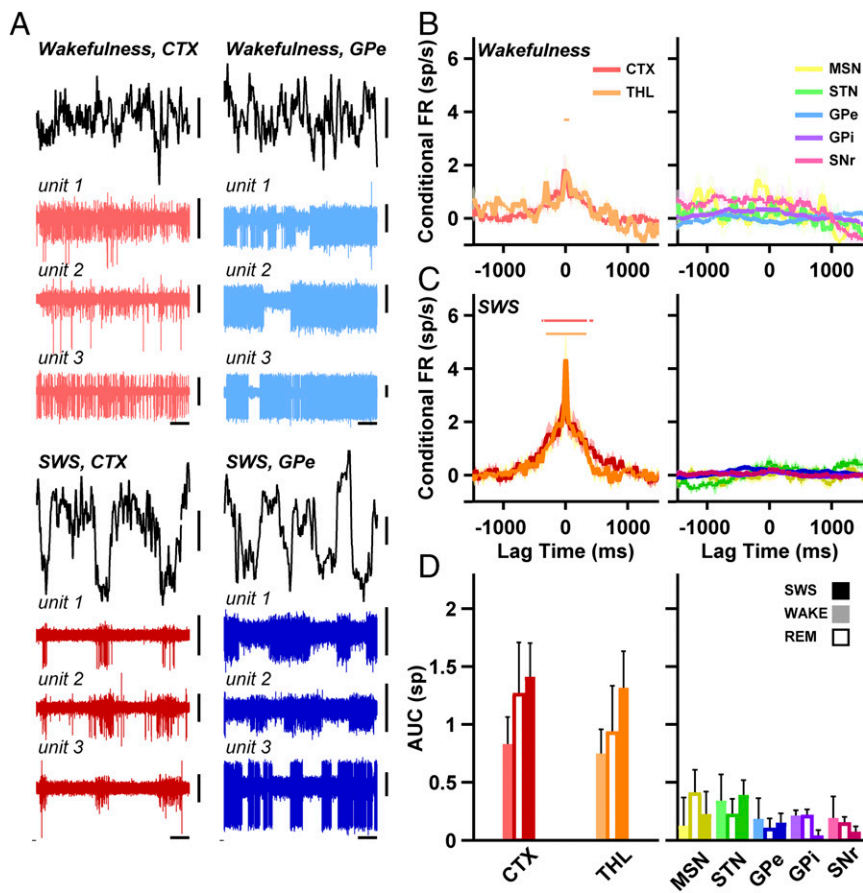 A
Wakefulness, CTX
Wakefulness, GPe
unit 1
unit 1
unit 2
unit 2
unit 3
unit 3
SWS, CTX
SWS, GPe
unit 1
unit 1
unit 2
unit 2
unit 3
unit 3
B
Wakefulness
CTX
THL
MSN
STN
GPe
GPi
SNr
Conditional FR (sp/s)
6
4
2
0
-1000 0 1000
-1000 0 1000
C
SWS
Conditional FR (sp/s)
6
4
2
0
-1000 0 1000
-1000 0 1000
Lag Time (ms)
Lag Time (ms)
D
SWS
WAKE
REM
AUC (sp)
2
1.5
1
0.5
0
CTX THL
MSN STN GPe GPi SNr